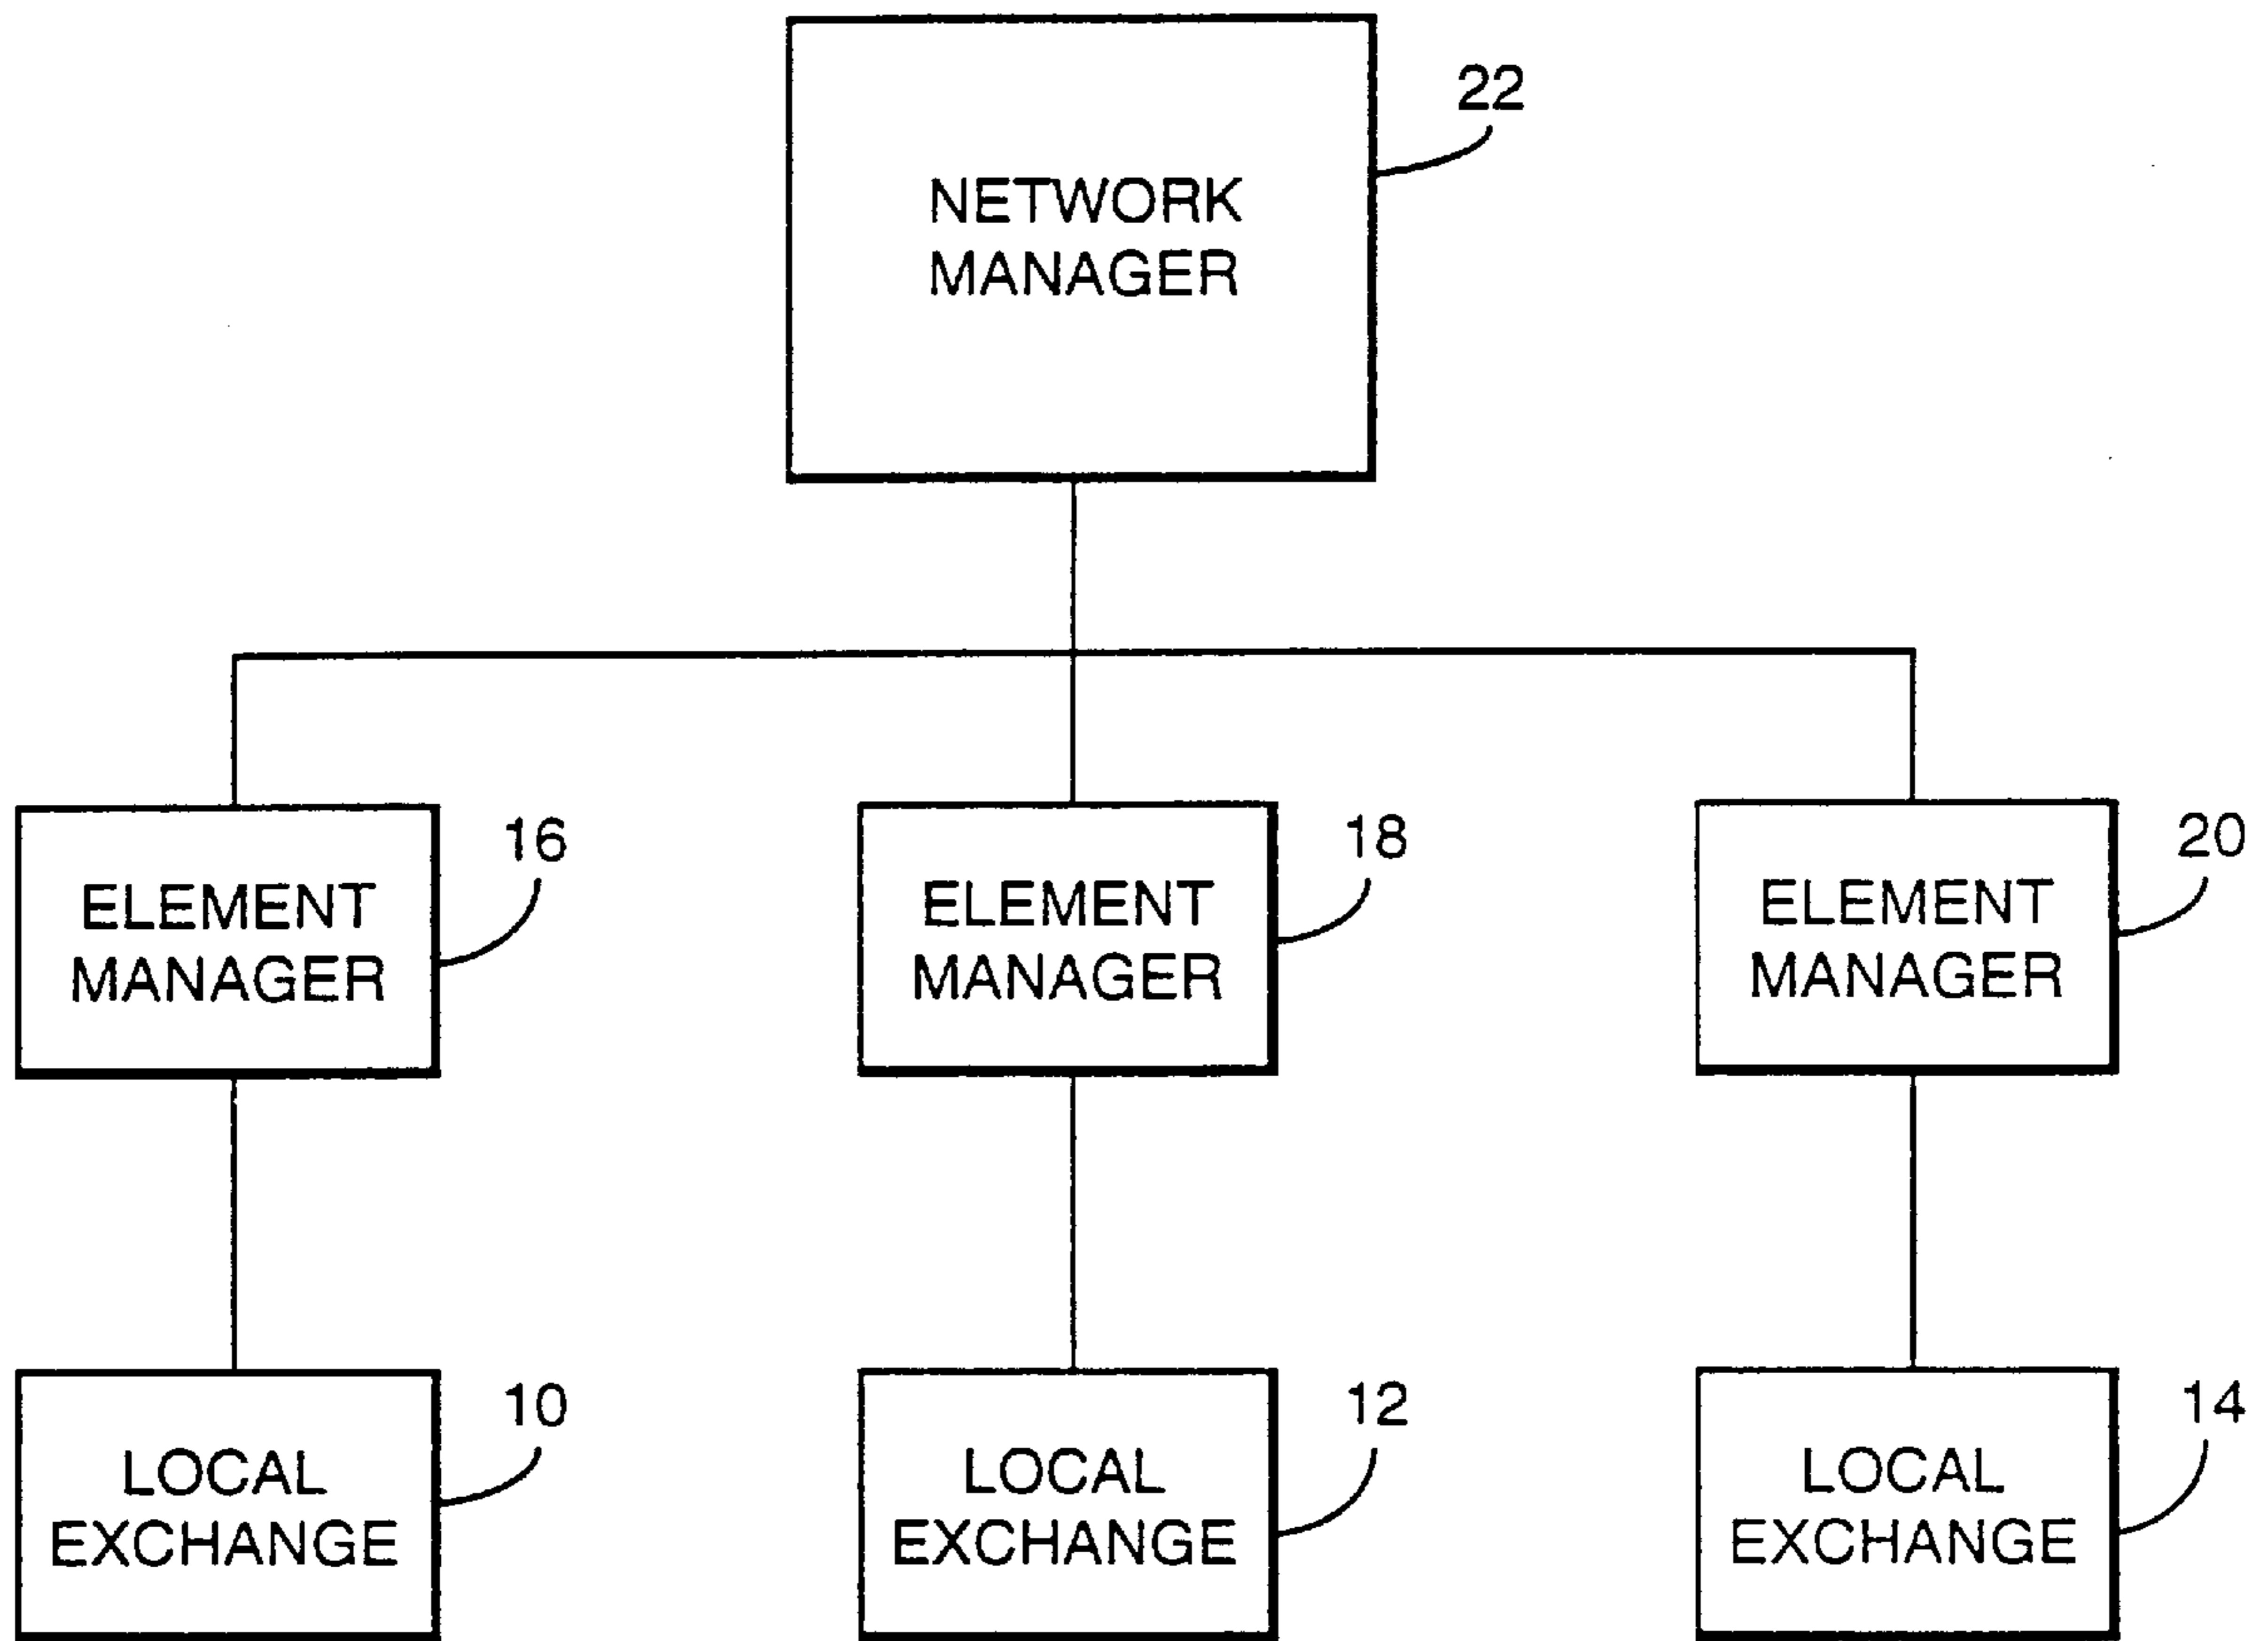 22
NETWORK
MANAGER
16
ELEMENT
MANAGER
18
ELEMENT
MANAGER
20
ELEMENT
MANAGER
10
LOCAL
EXCHANGE
12
LOCAL
EXCHANGE
14
LOCAL
EXCHANGE